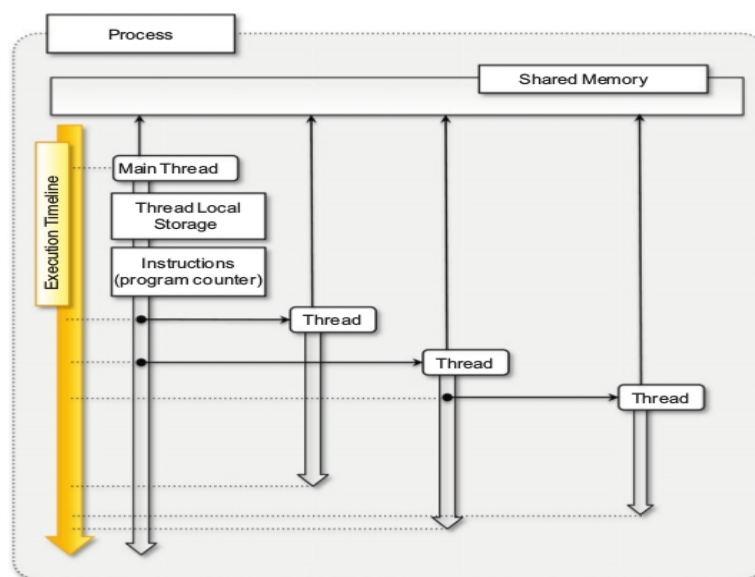 Process
Shared Memory
Execution Timeline
Main Thread
Thread Local
Storage
Instructions
(program counter)
Thread
Thread
Thread